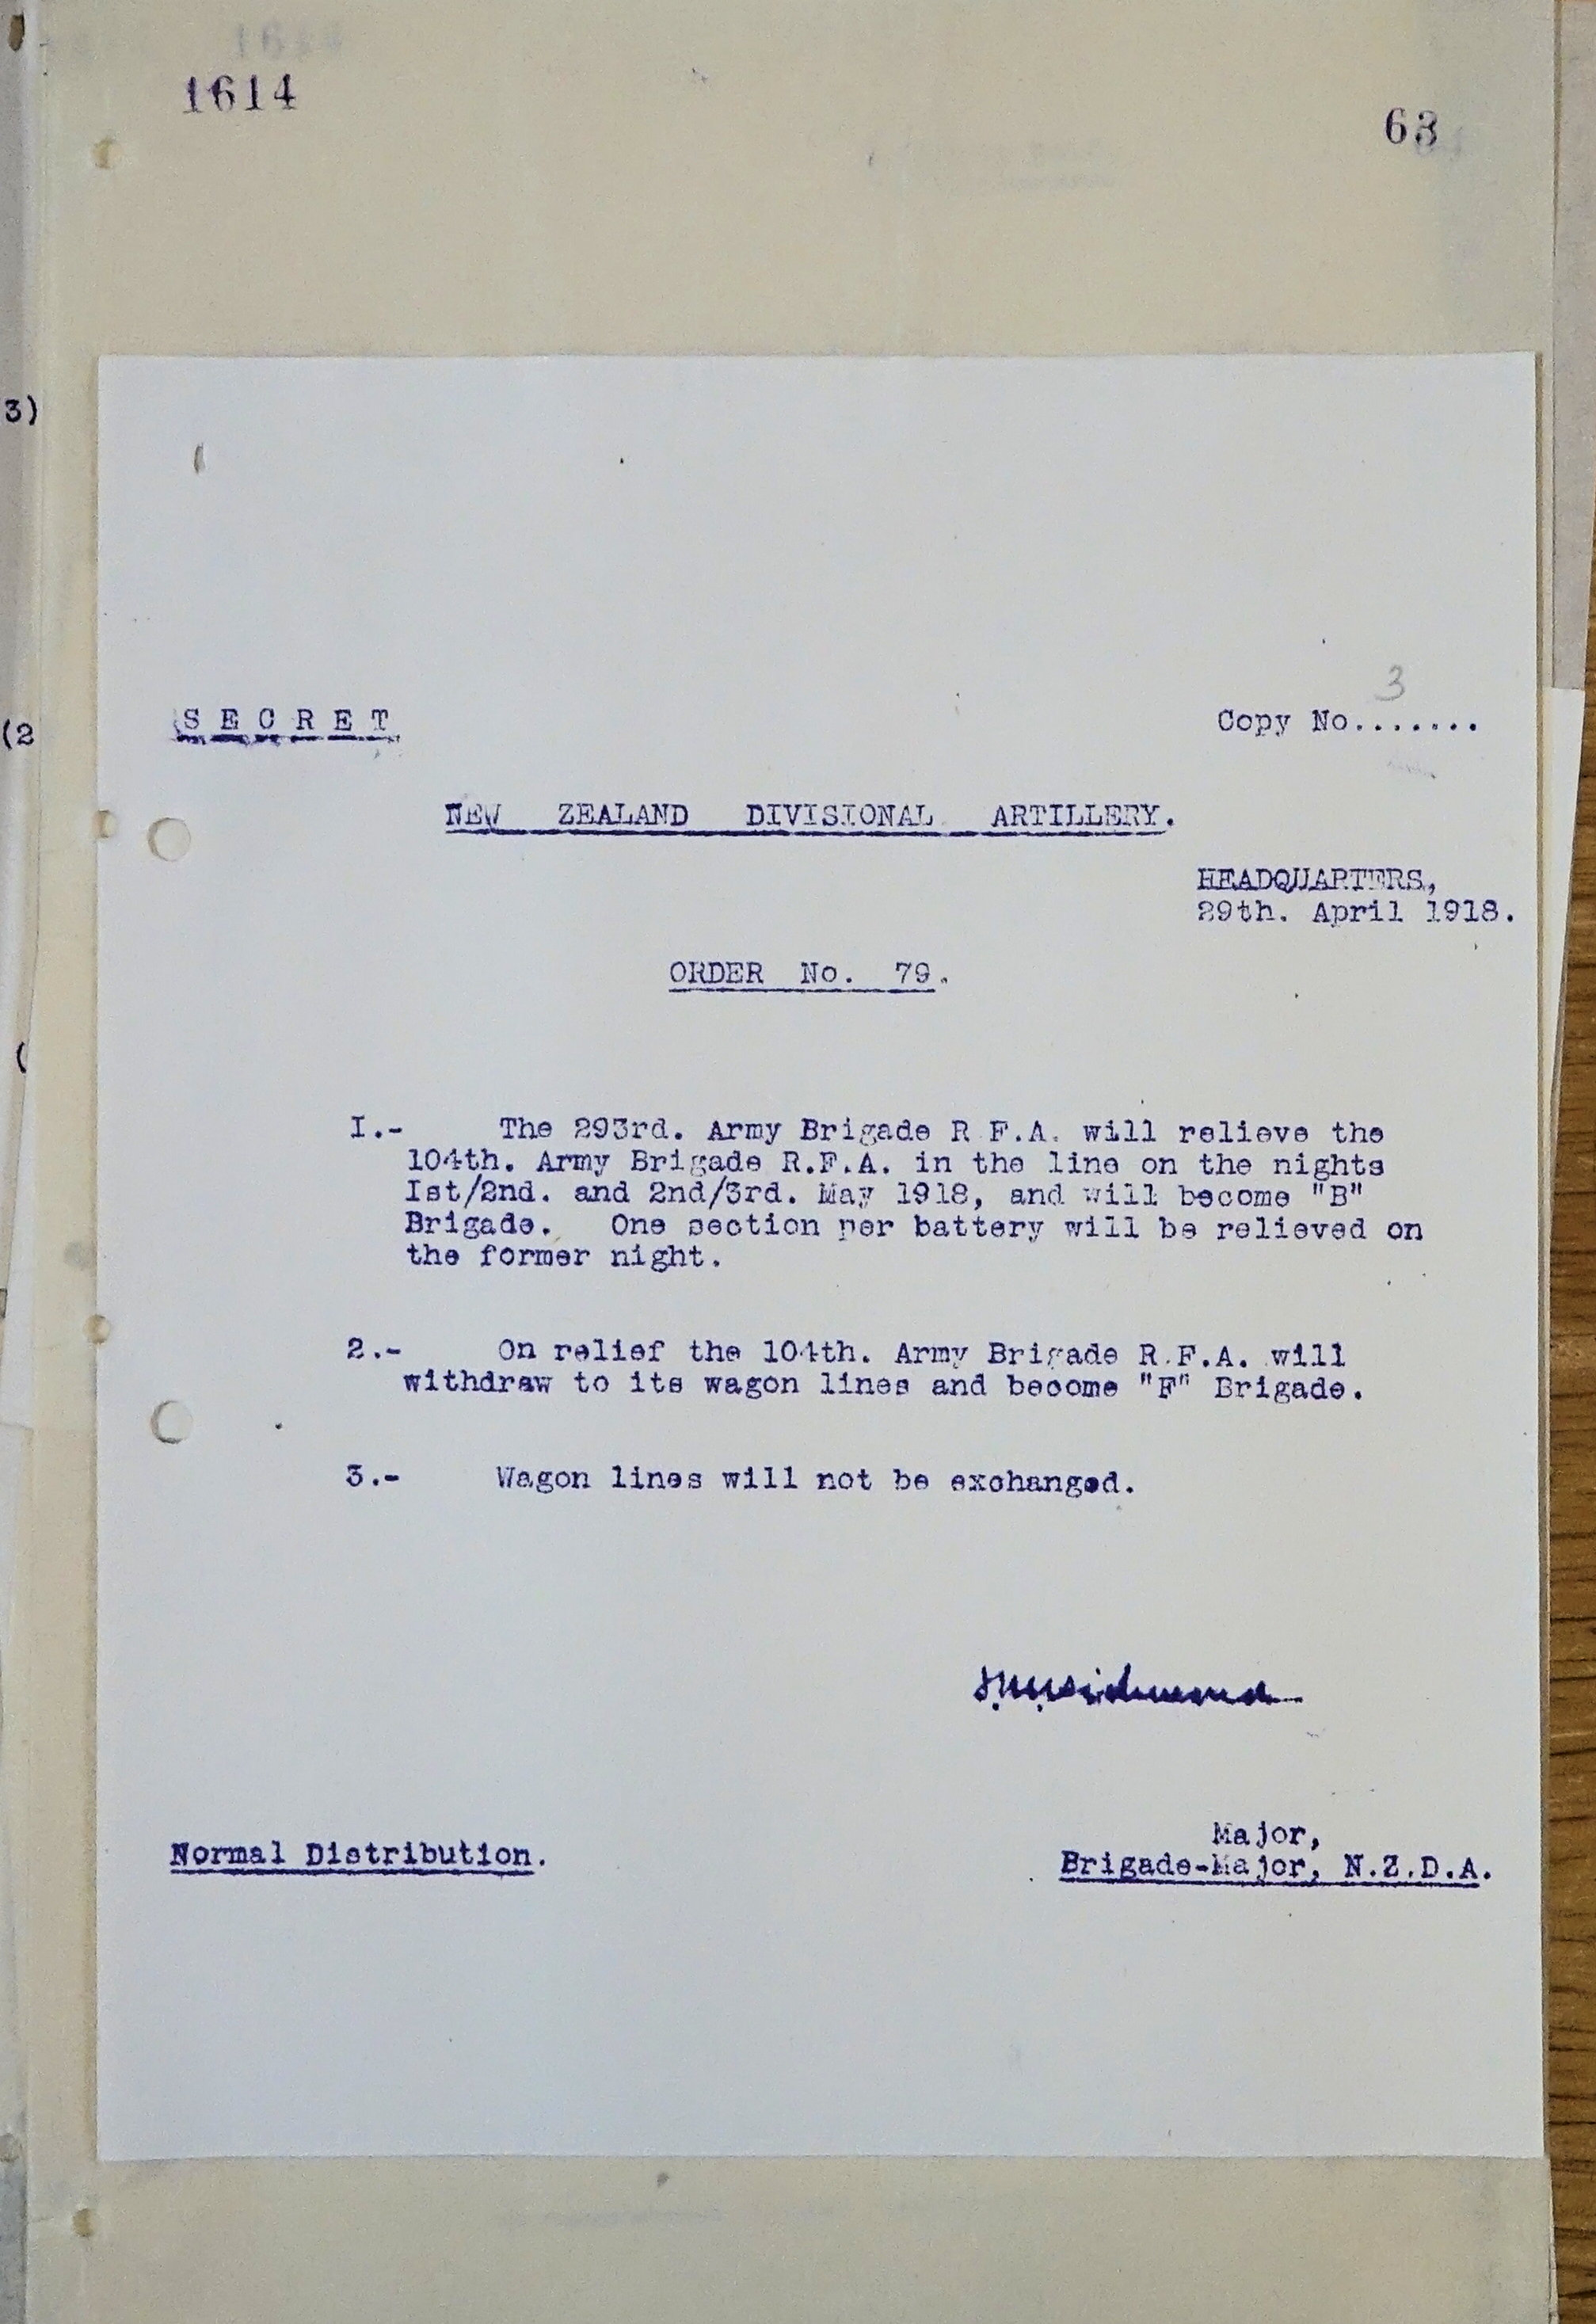 1614
63
3)
(2
(
3
S E C R E T
Copy No.......
NEW ZEALAND DIVISIONAL ARTILLERY.
HEADQUARTERS,
29th. April 1918.
ORDER No. 79.
I.- The 293rd. Army Brigade R F.A. will relieve the
104th. Army Brigade R.F.A. in the line on the nights
Ist/2nd. and 2nd/3rd. May 1918, and will become "B"
Brigade. One section per battery will be relieved on
the former night.
2.- On relief the 104th. Army Brigade R.F.A. will
withdraw to its wagon lines and become "F" Brigade.
3.- Wagon lines will not be exchanged.
Major,
Normal Distribution.
Brigade-Major, N.Z.D.A.